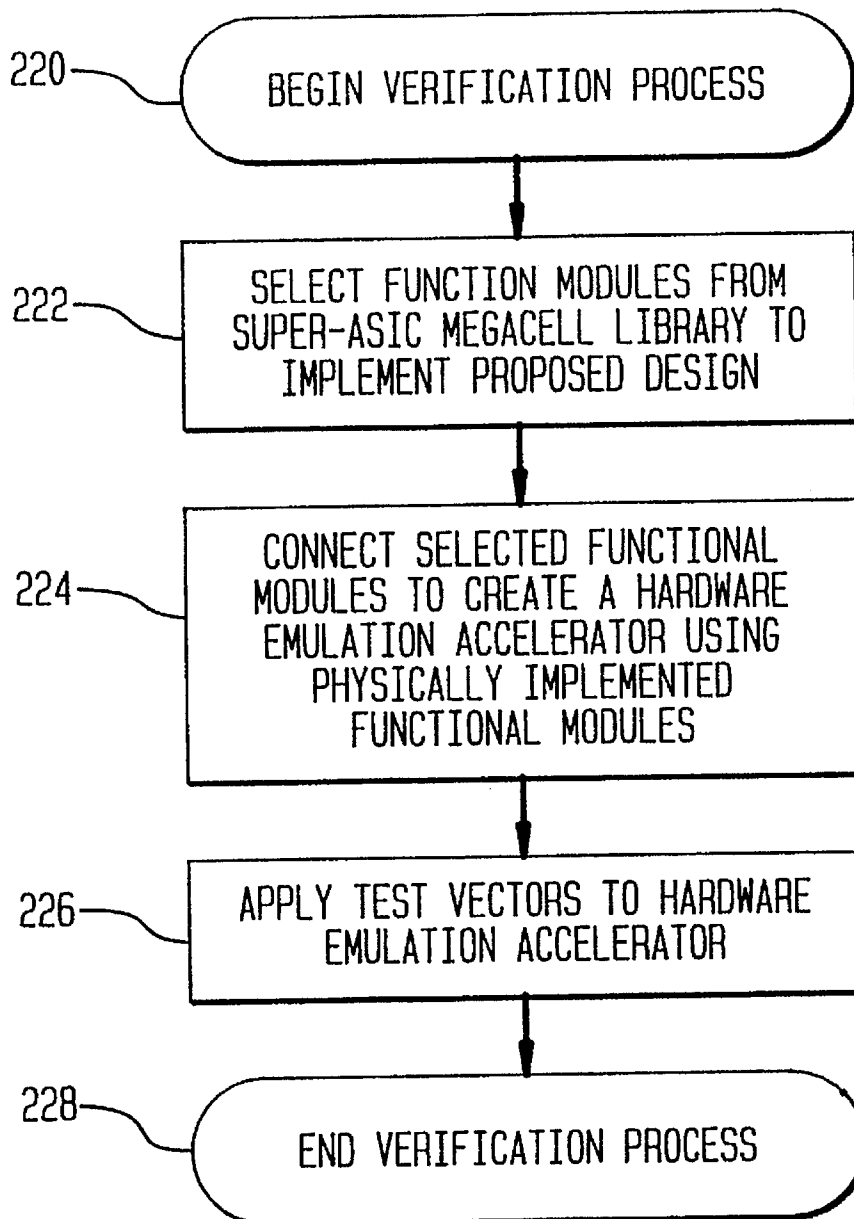 220
BEGIN VERIFICATION PROCESS
222
SELECT FUNCTION MODULES FROM
SUPER-ASIC MEGACELL LIBRARY TO
IMPLEMENT PROPOSED DESIGN
224
CONNECT SELECTED FUNCTIONAL
MODULES TO CREATE A HARDWARE
EMULATION ACCELERATOR USING
PHYSICALLY IMPLEMENTED
FUNCTIONAL MODULES
226
APPLY TEST VECTORS TO HARDWARE
EMULATION ACCELERATOR
228
END VERIFICATION PROCESS